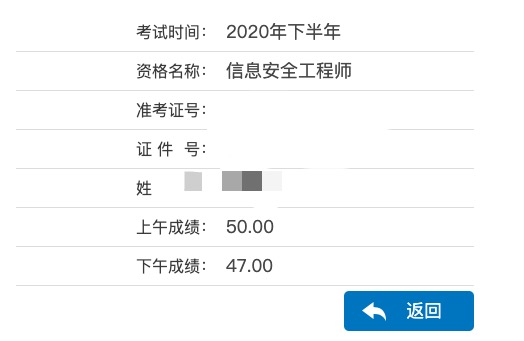 考试时间： 2020年下半年
资格名称： 信息安全工程师
准考证号：
证 件 号：
姓
上午成绩： 50.00
下午成绩： 47.00
返回